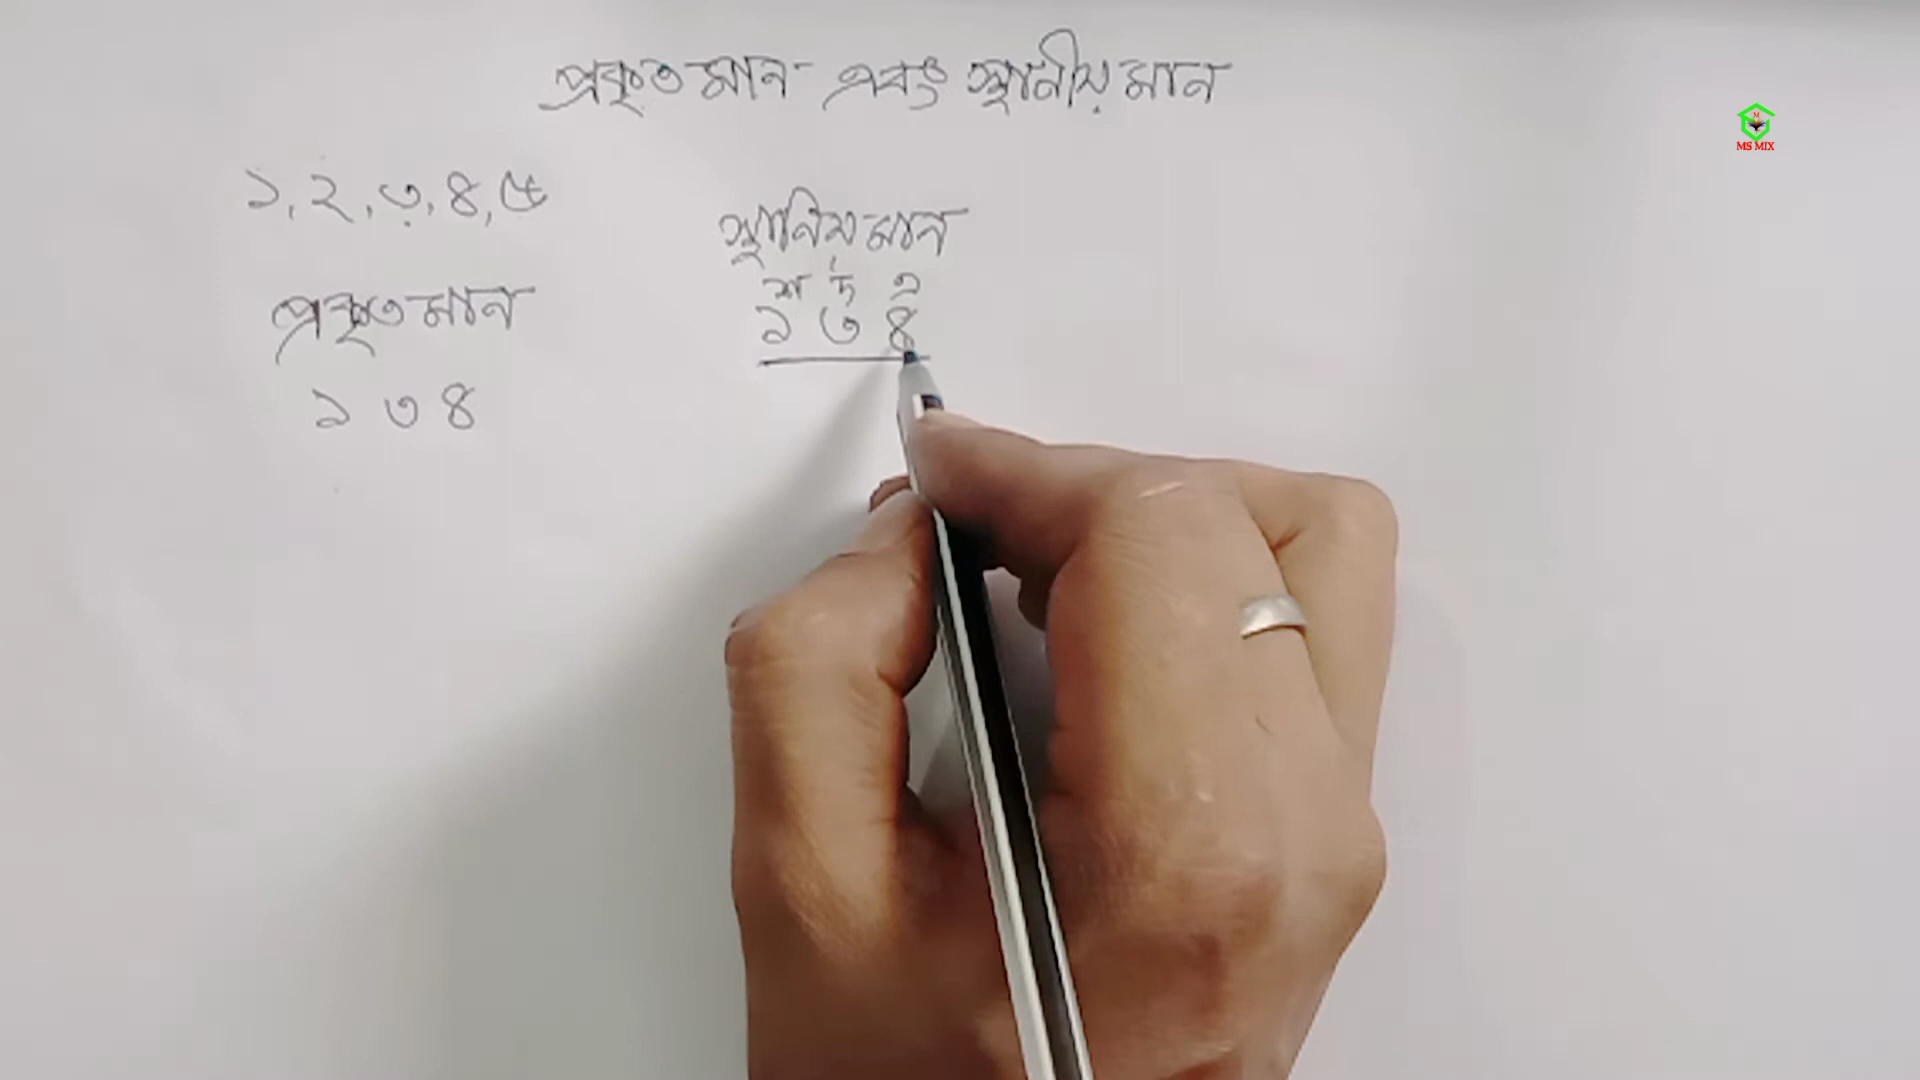 প্রকৃত মান এবং স্থানীয় মান
১, ২, ৩, ৪, ৫
প্রকৃত মান
১ ৩ ৪
স্থানিয় মান
শ দ এ
১ ৩ ৪
M
MS MIX